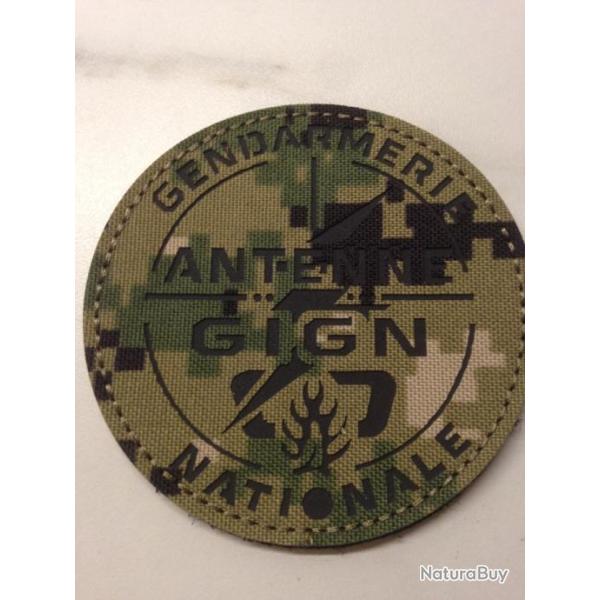 GENDARMERIE
ANTENNE
GIGN
NATIONALE
NaturaBuy